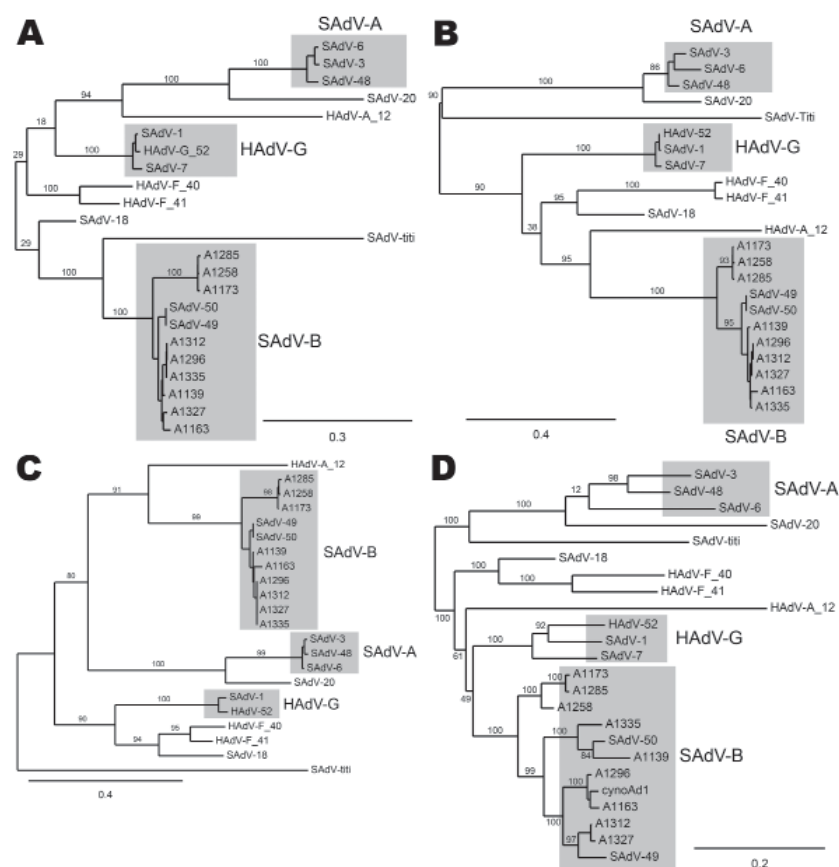 A
SAdV-A
SAdV-6
100
SAdV-3
100
SAdV-48
94
SAdV-20
HAdV-A_12
18
SAdV-1
HAdV-G
HAdV-G_52
100
SAdV-7
29
HAdV-F_40
100
HAdV-F_41
SAdV-18
29
SAdV-titi
100
A1285
100
A1258
A1173
100
SAdV-50
SAdV-49
SAdV-B
A1312
A1296
A1335
A1139
A1327
A1163
0.3
B
SAdV-A
SAdV-3
86
SAdV-6
100
SAdV-48
SAdV-20
90
SAdV-Titi
HAdV-52
HAdV-G
SAdV-1
100
SAdV-7
90
HAdV-F_40
100
95
HAdV-F_41
SAdV-18
38
HAdV-A_12
95
A1173
93
A1258
A1285
100
SAdV-49
SAdV-50
95
A1139
A1296
A1312
A1327
A1163
A1335
SAdV-B
0.4
C
HAdV-A_12
91
A1285
A1258
A1173
99
SAdV-49
SAdV-50
SAdV-B
A1139
A1163
A1296
A1312
A1327
A1335
80
SAdV-3
99
SAdV-48
SAdV-A
SAdV-6
100
SAdV-20
HAdV-G
100
SAdV-1
HAdV-52
HAdV-F_40
95
HAdV-F_41
94
SAdV-18
SAdV-titi
0.4
D
SAdV-3
98
SAdV-A
12
SAdV-48
100
SAdV-6
SAdV-20
100
SAdV-titi
SAdV-18
100
HAdV-F_40
100
HAdV-F_41
100
HAdV-A_12
HAdV-52
92
HAdV-G
SAdV-1
100
61
SAdV-7
49
A1173
100
A1285
100
A1258
100
A1335
100
SAdV-50
84
A1139
SAdV-B
99
A1296
cynoAd1
A1163
100
A1312
97
A1327
SAdV-49
0.2